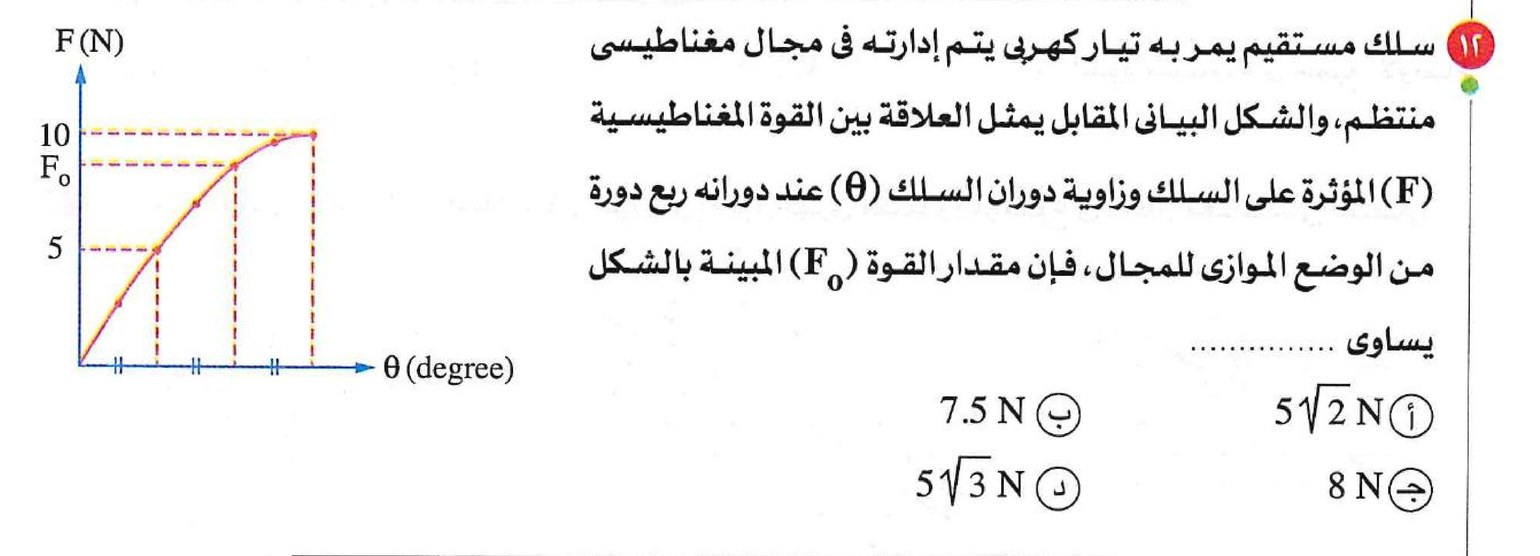 ١٢ سلك مستقيم يمر به تيار كهربى يتم إدارته فى مجال مغناطيسى
منتظم، والشكل البيانى المقابل يمثل العلاقة بين القوة المغناطيسية
(F) المؤثرة على السلك وزاوية دوران السلك (θ) عند دورانه ربع دورة
من الوضع الموازى للمجال، فإن مقدار القوة (F₀) المبينة بالشكل
يساوى ...............
أ 5√2 N ب 7.5 N
جـ 8 N د 5√3 N
F (N)
10
F₀
5
θ (degree)